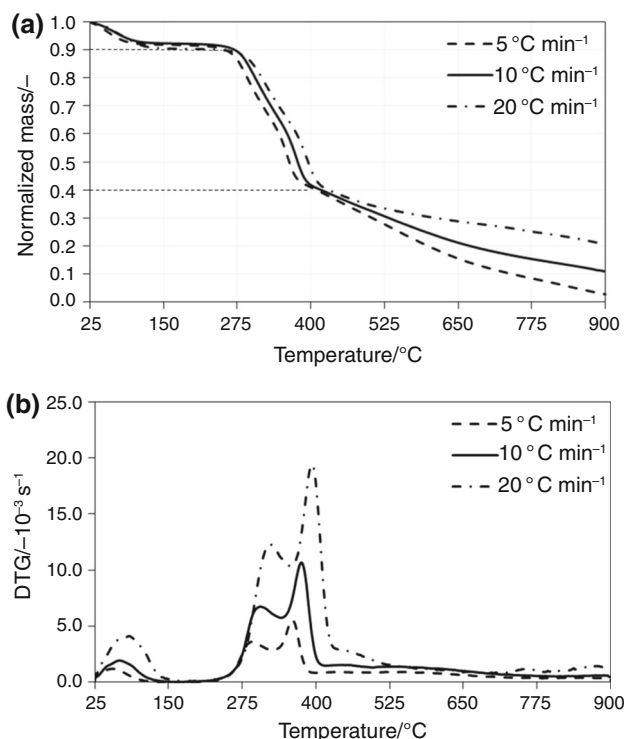 (a)
1.0
0.9
0.8
0.7
0.6
0.5
0.4
0.3
0.2
0.1
0.0
Normalized mass/–
5 °C min⁻¹
10 °C min⁻¹
20 °C min⁻¹
25 150 275 400 525 650 775 900
Temperature/°C
(b)
25.0
20.0
15.0
10.0
5.0
0.0
DTG/–10⁻³ s⁻¹
5 °C min⁻¹
10 °C min⁻¹
20 °C min⁻¹
25 150 275 400 525 650 775 900
Temperature/°C